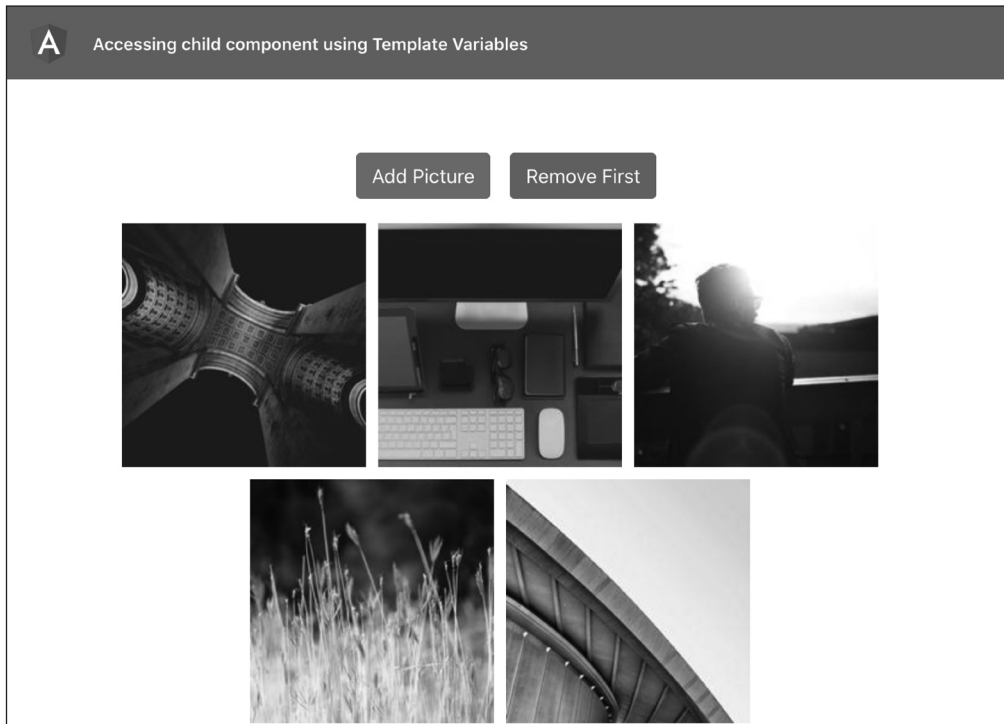 Accessing child component using Template Variables
Add Picture
Remove First